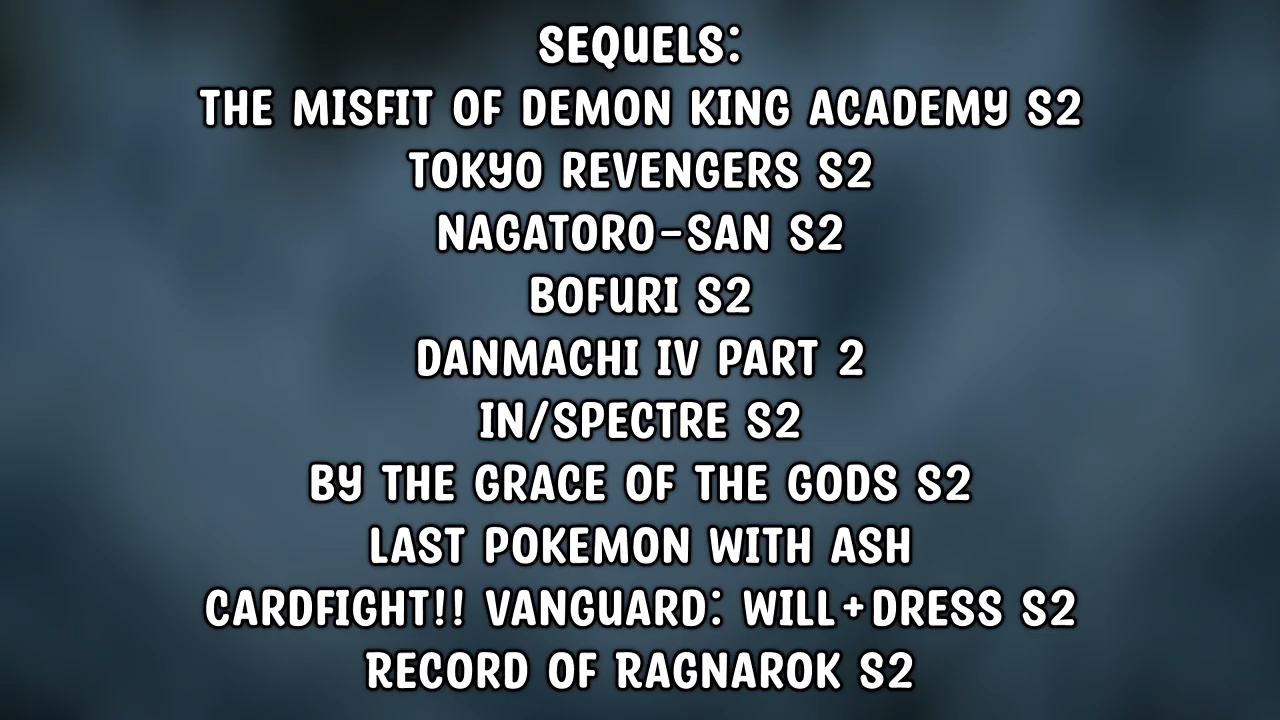 SEQUELS:
THE MISFIT OF DEMON KING ACADEMY S2
TOKYO REVENGERS S2
NAGATORO-SAN S2
BOFURI S2
DANMACHI IV PART 2
IN/SPECTRE S2
BY THE GRACE OF THE GODS S2
LAST POKEMON WITH ASH
CARDFIGHT!! VANGUARD: WILL+DRESS S2
RECORD OF RAGNAROK S2